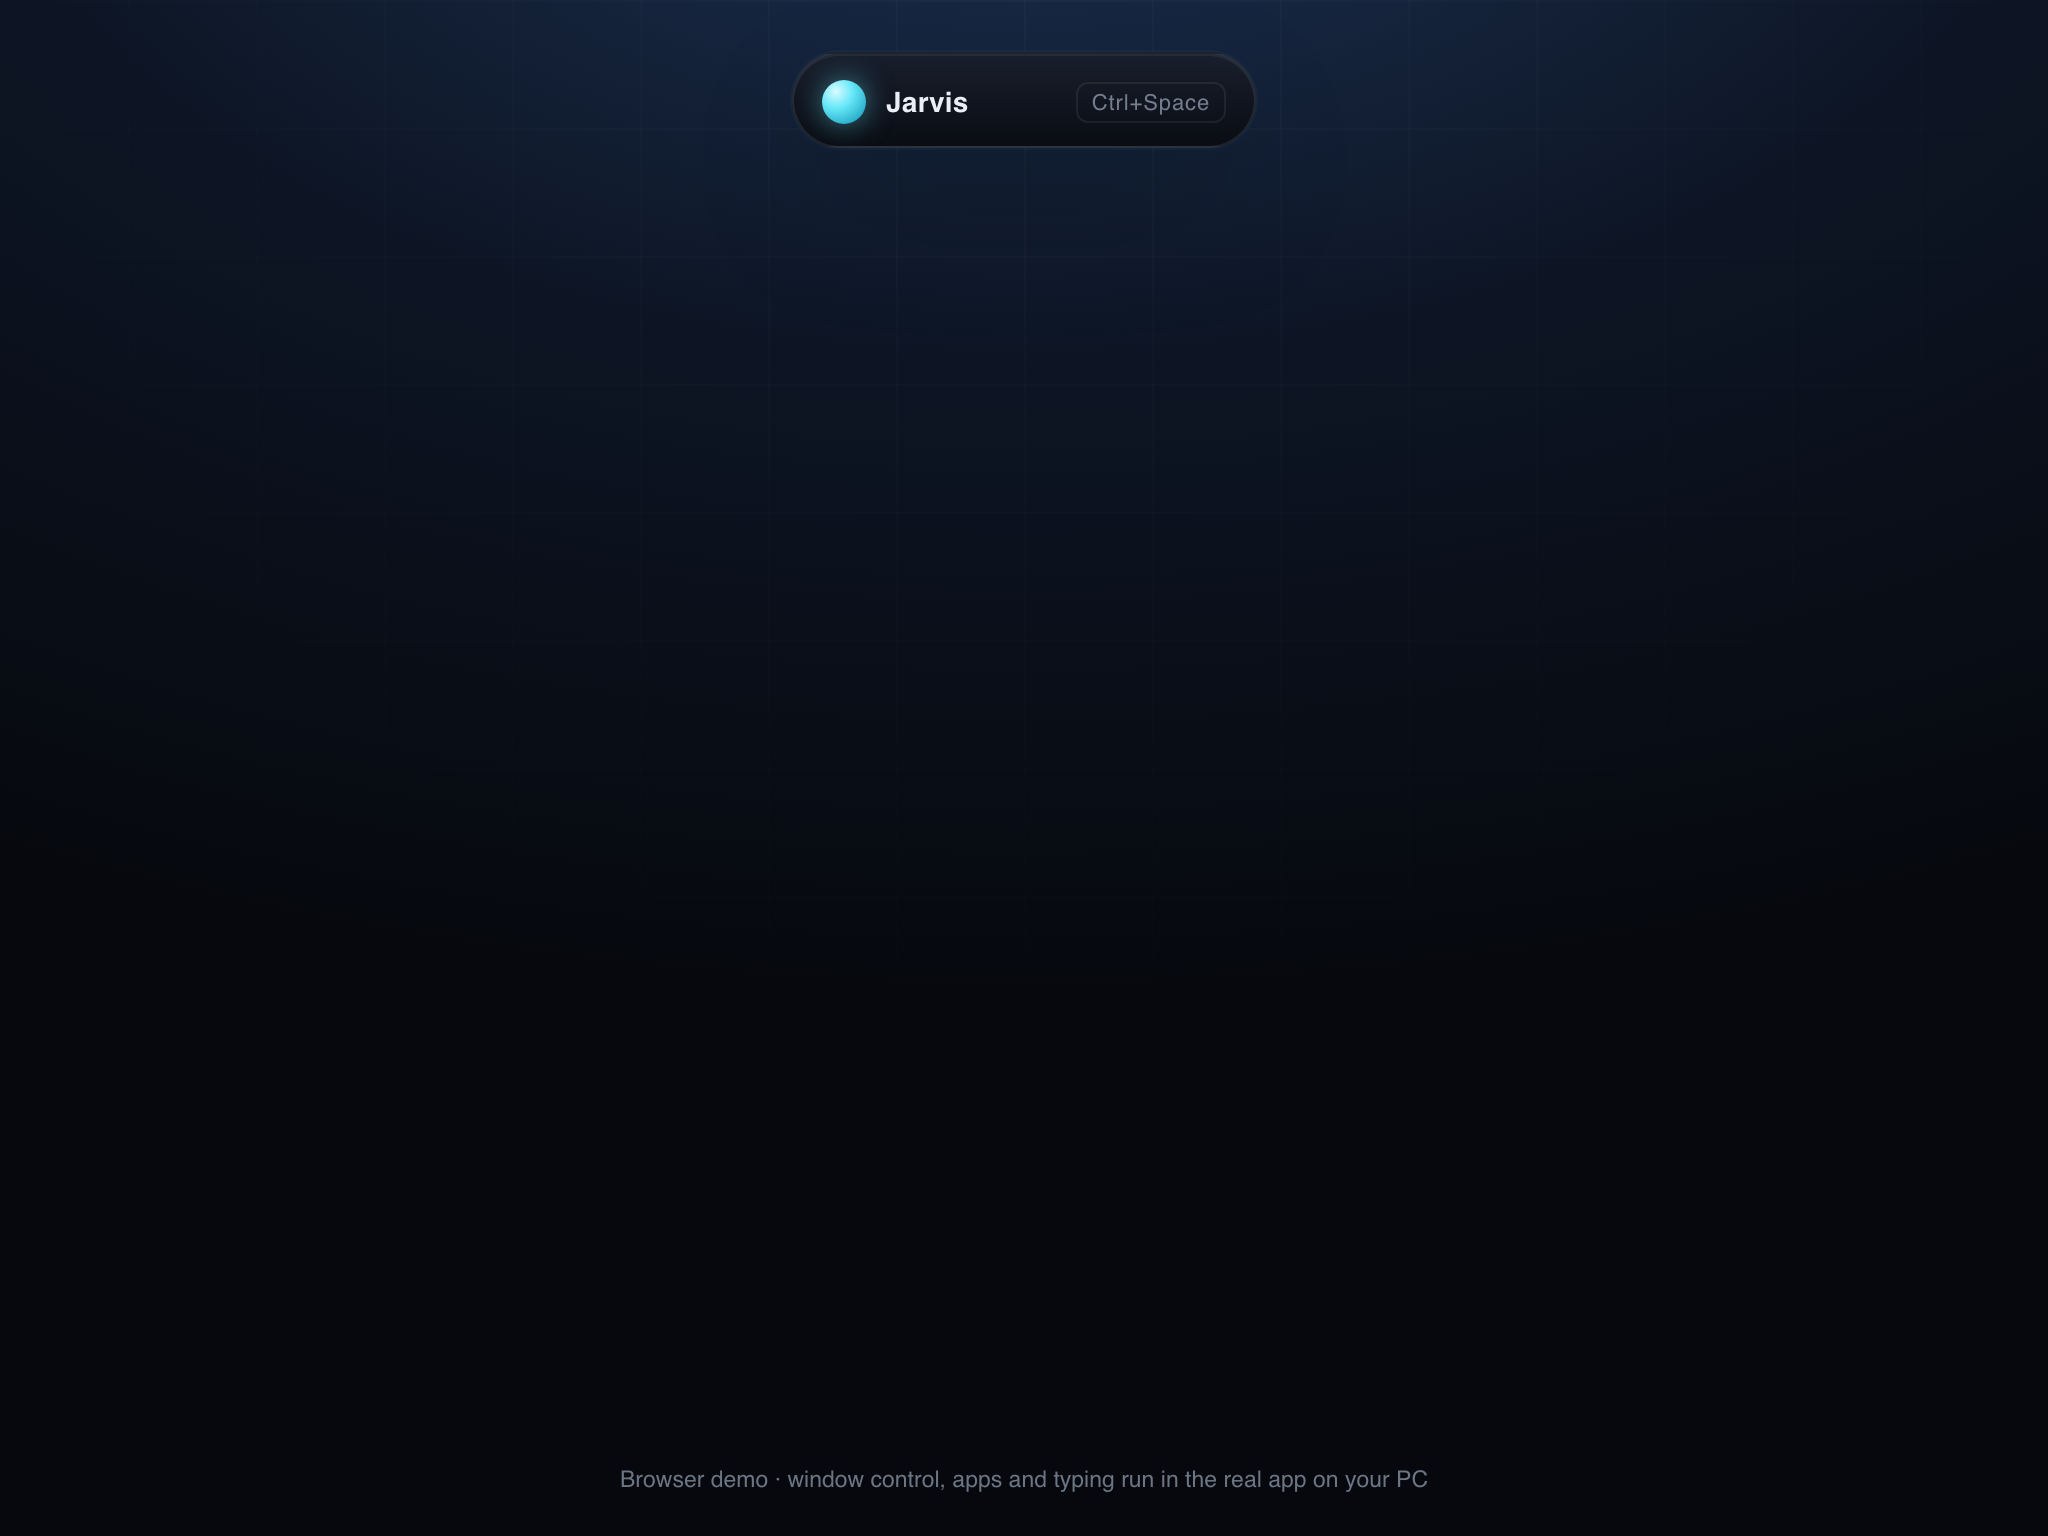 Jarvis
Ctrl+Space
Browser demo · window control, apps and typing run in the real app on your PC